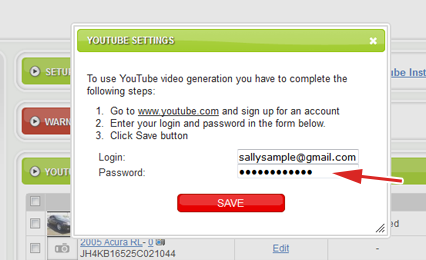 YOUTUBE SETTINGS
SETU
ube Inst
To use YouTube video generation you have to complete the
following steps:
1. Go to www.youtube.com and sign up for an account
2. Enter your login and password in the form below.
3. Click Save button
WARN
Login: sallysample@gmail.com
Password: ●●●●●●●●●●●●
YOUTU
SAVE
ed
2005 Acura RL- 0
JH4KB16525C021044
Edit
-